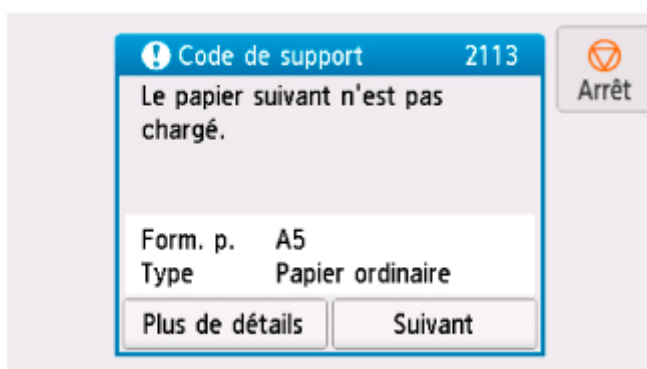 Code de support 2113
Arrêt
Le papier suivant n'est pas
chargé.
Form. p. A5
Type Papier ordinaire
Plus de détails Suivant